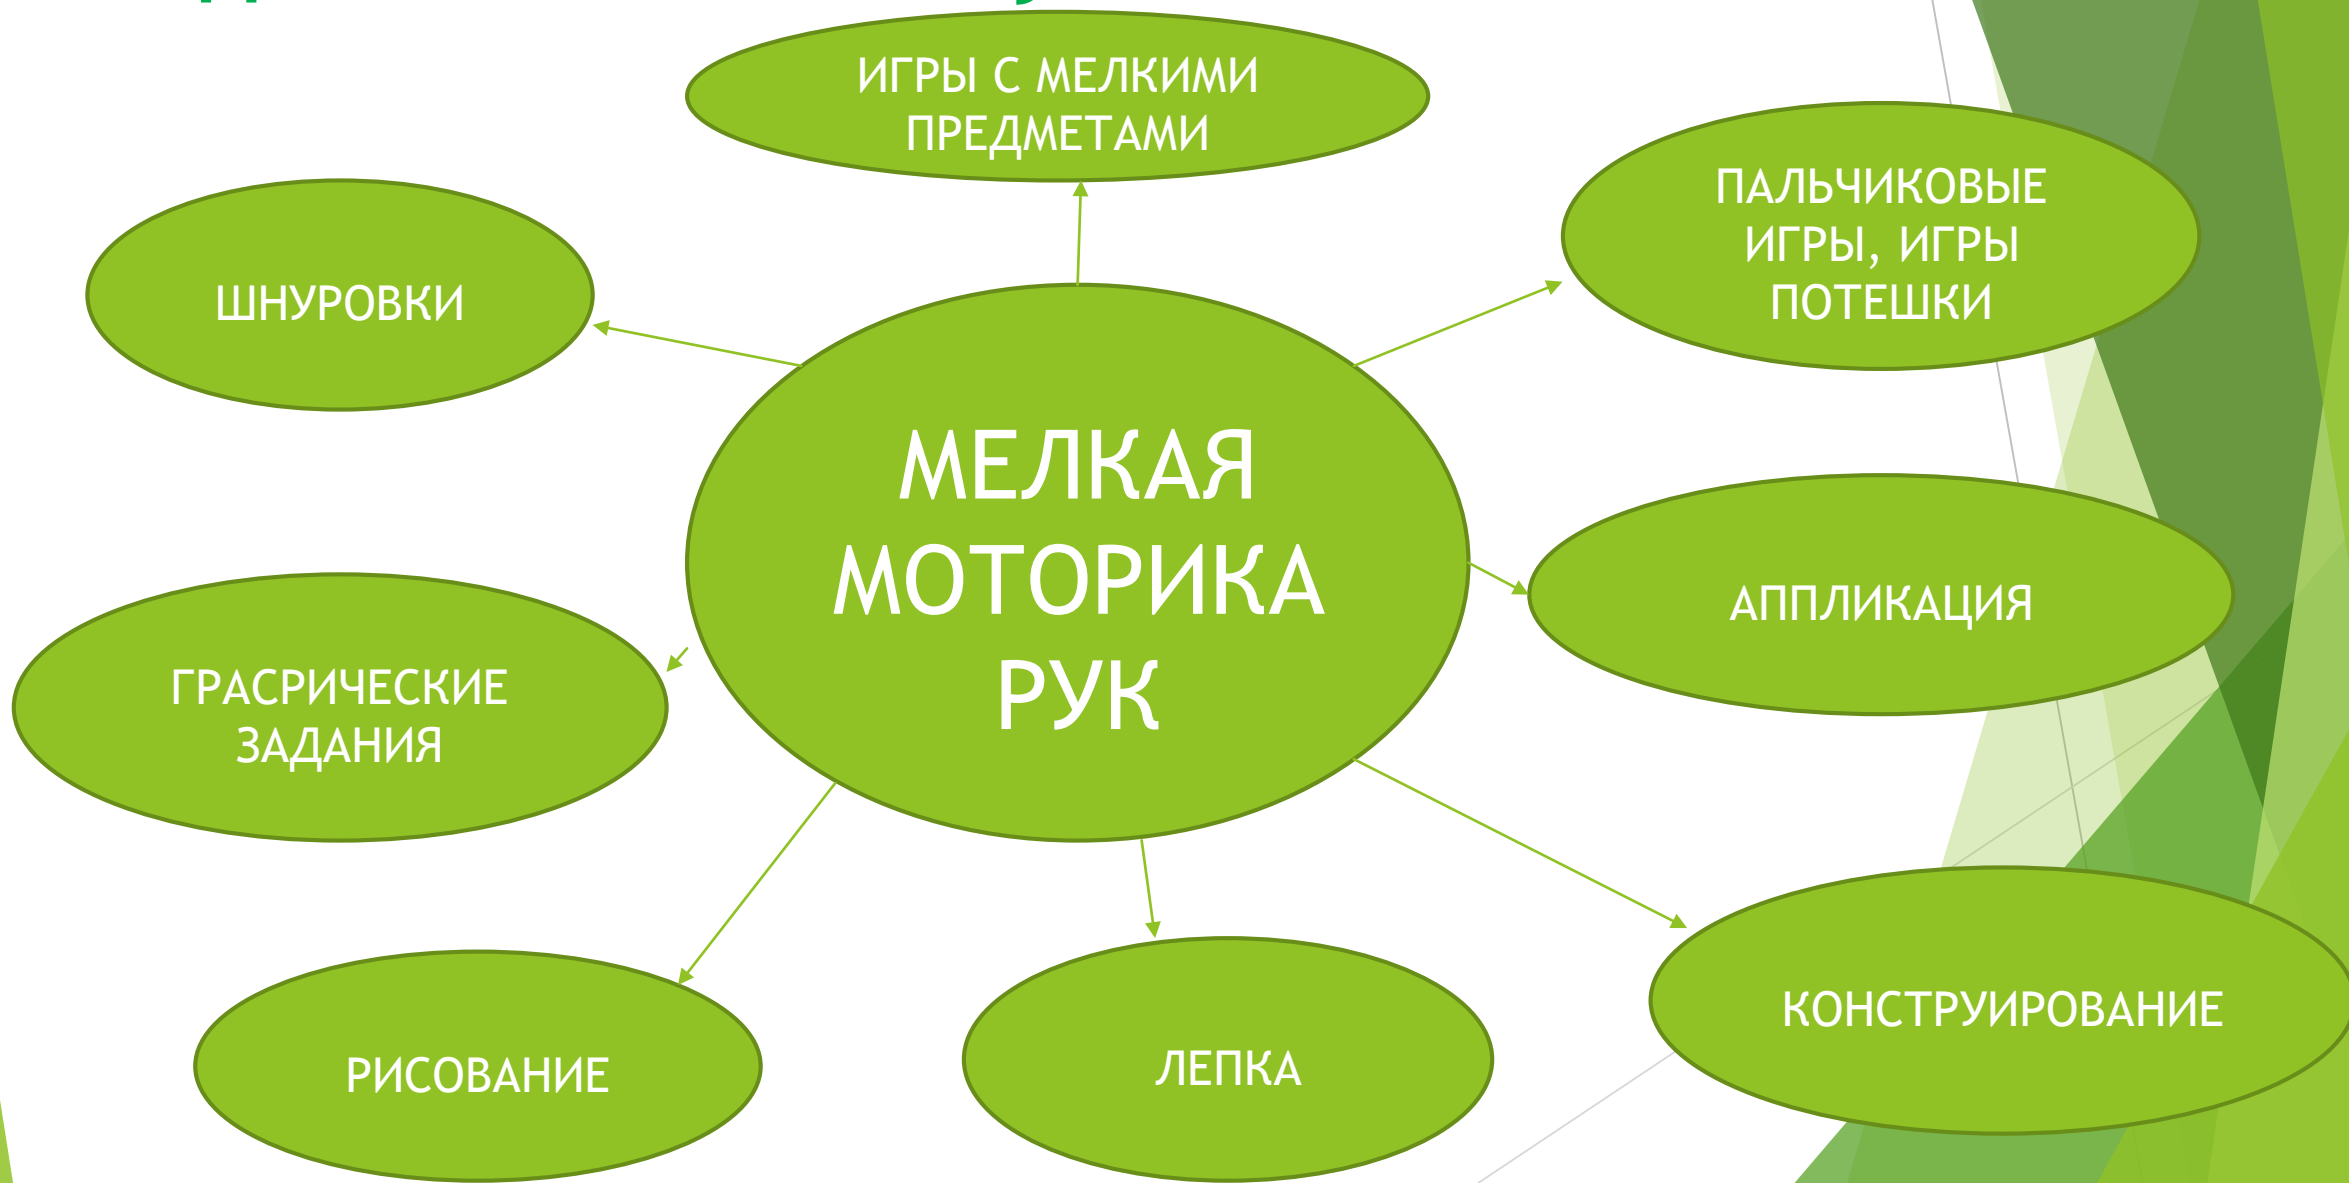 ИГРЫ С МЕЛКИМИ
ПРЕДМЕТАМИ
ПАЛЬЧИКОВЫЕ
ИГРЫ, ИГРЫ
ПОТЕШКИ
ШНУРОВКИ
МЕЛКАЯ
МОТОРИКА
РУК
АППЛИКАЦИЯ
ГРАСРИЧЕСКИЕ
ЗАДАНИЯ
КОНСТРУИРОВАНИЕ
РИСОВАНИЕ
ЛЕПКА